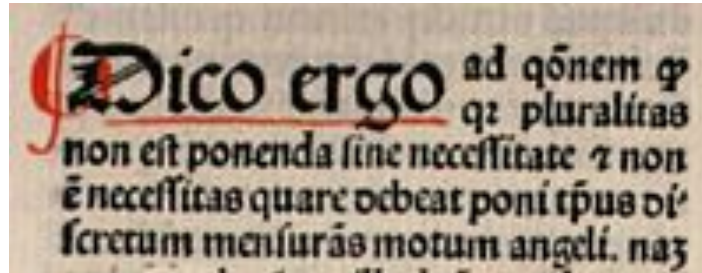 Dico ergo ad qōnem ꝙ
qꝛ pluralitas
non eſt ponenda ſine neceſſitate ⁊ non
ē neceſſitas quare debeat poni tp̄us di⸗
ſcretum menſurās motum angeli. naꝫ